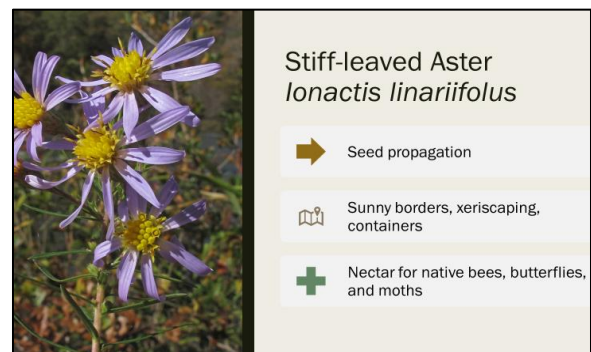 Stiff-leaved Aster
Ionactis linariifolus
Seed propagation
Sunny borders, xeriscaping,
containers
Nectar for native bees, butterflies,
and moths